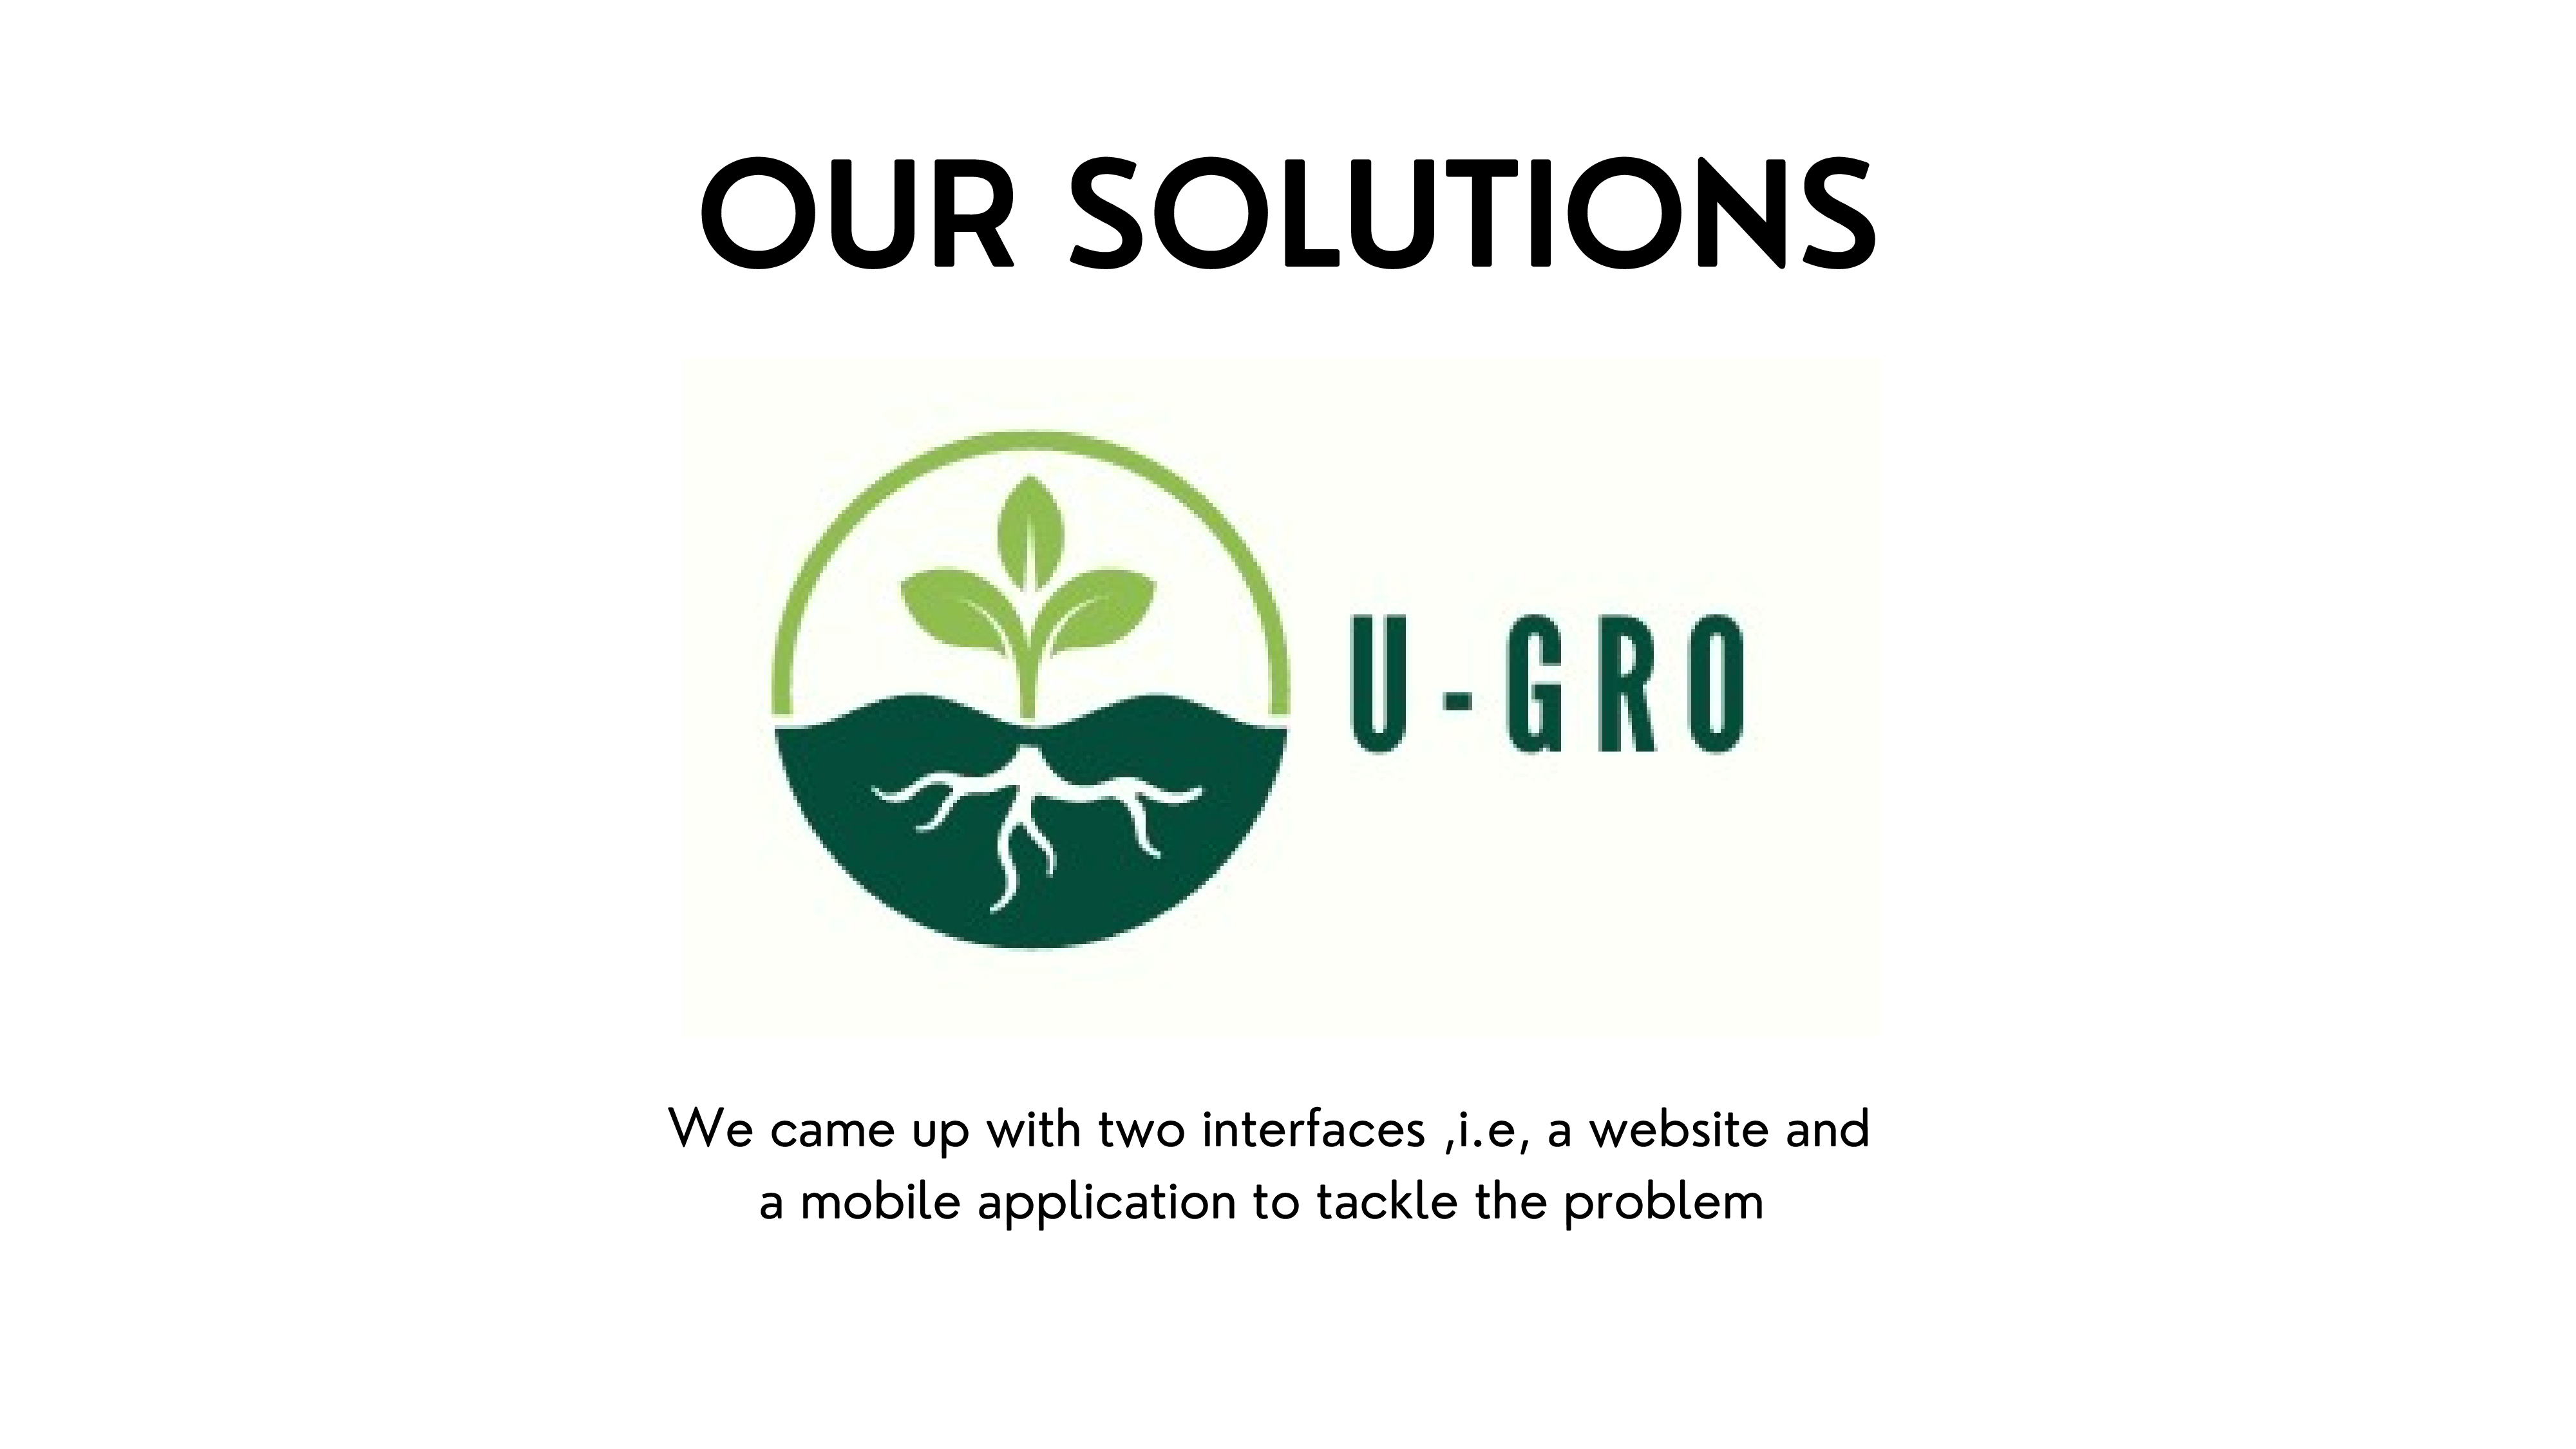 OUR SOLUTIONS
U-GRO
We came up with two interfaces ,i.e, a website and
a mobile application to tackle the problem